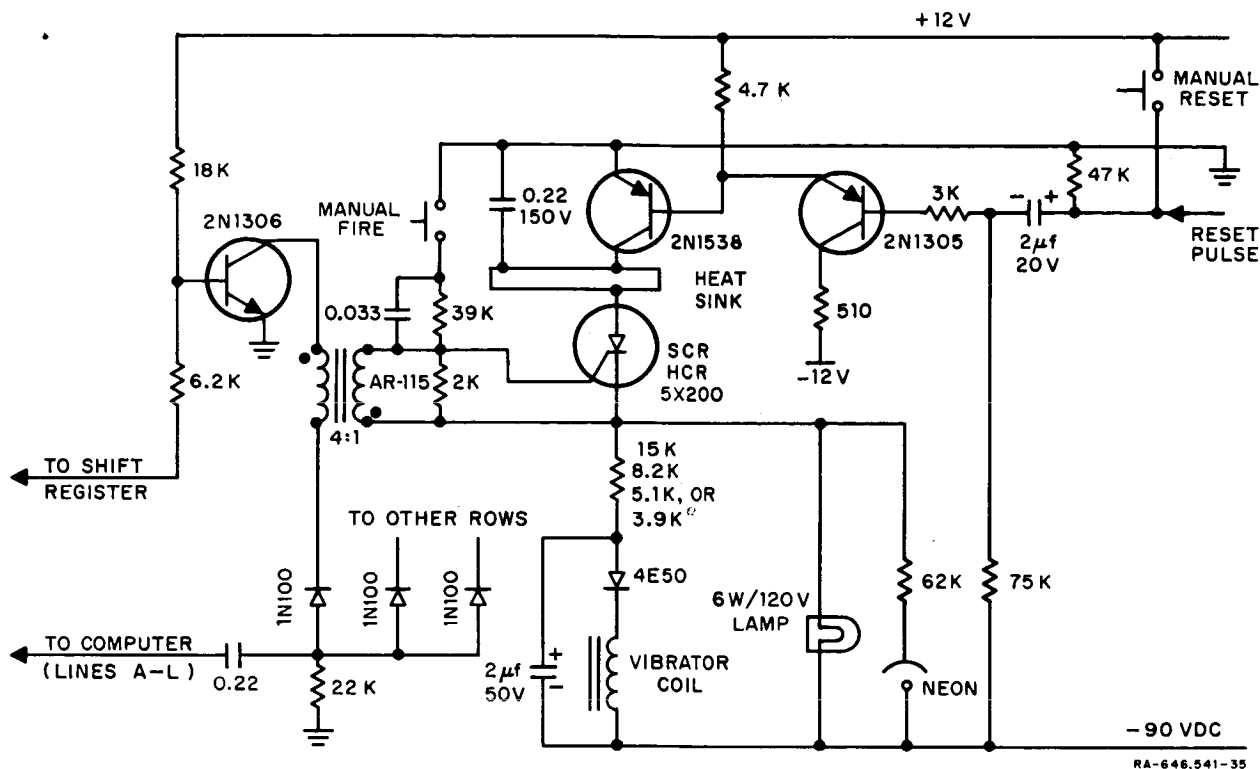 +12V
MANUAL
RESET
4.7 K
18K
47K
3K
0.22
150 V
MANUAL
FIRE
2N1306
2N1538
2N1305
2μf
20V
RESET
PULSE
HEAT
SINK
0.033
39K
510
SCR
HCR
5X200
-12V
6.2K
AR-115
2K
4:1
15K
8.2K
5.1K, OR
3.9K
TO SHIFT
REGISTER
TO OTHER ROWS
1N100
1N100
1N100
4E50
62K
75K
6W/120V
LAMP
TO COMPUTER
(LINES A-L)
0.22
22K
+
2μf
50V
-
VIBRATOR
COIL
NEON
-90 VDC
RA-646,541-35